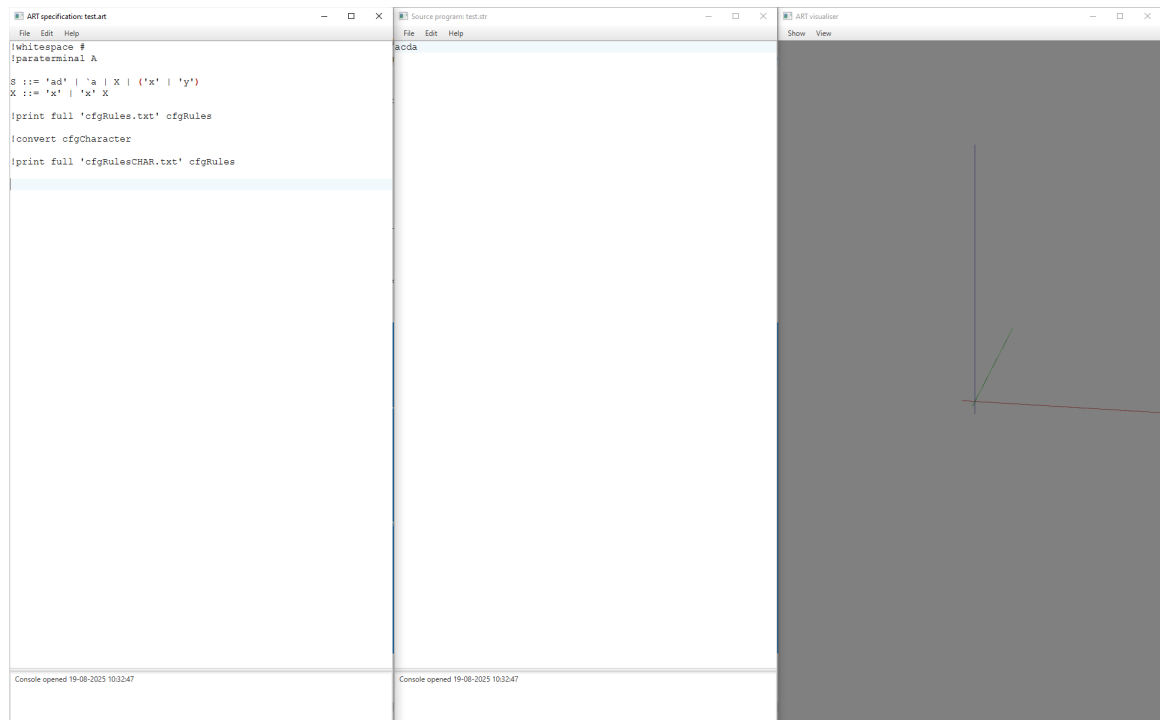 ART specification: test.art
File Edit Help
!whitespace #
!paraterminal A
S ::= 'ad' | `a | X | ('x' | 'y')
X ::= 'x' | 'x' X
!print full 'cfgRules.txt' cfgRules
!convert cfgCharacter
!print full 'cfgRulesCHAR.txt' cfgRules
Console opened 19-08-2025 10:32:47
Source program: test.str
File Edit Help
acda
Console opened 19-08-2025 10:32:47
ART visualiser
Show View